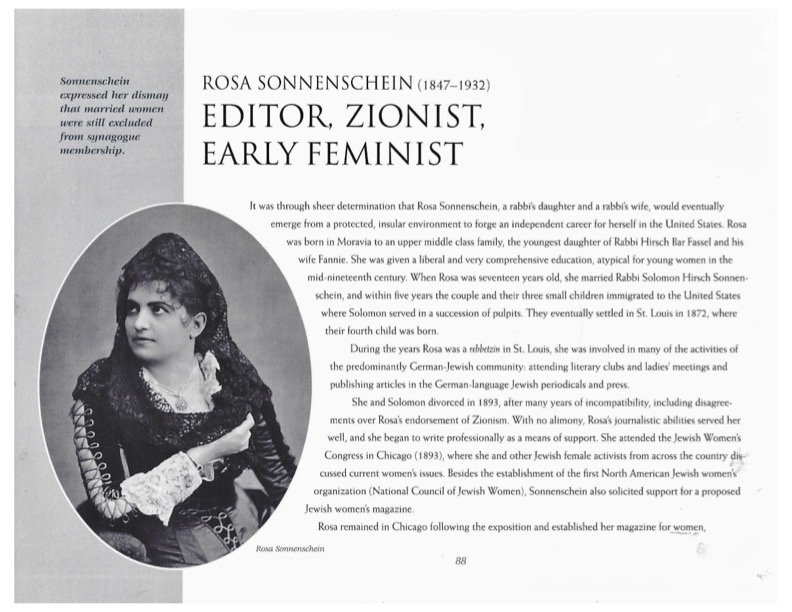 Sonnenschein
expressed her dismay
that married women
were still excluded
from synagogue
membership.
ROSA SONNENSCHEIN (1847–1932)
EDITOR, ZIONIST,
EARLY FEMINIST
It was through sheer determination that Rosa Sonnenschein, a rabbi's daughter and a rabbi's wife, would eventually
emerge from a protected, insular environment to forge an independent career for herself in the United States. Rosa
was born in Moravia to an upper middle class family, the youngest daughter of Rabbi Hirsch Bar Fassel and his
wife Fannie. She was given a liberal and very comprehensive education, atypical for young women in the
mid-nineteenth century. When Rosa was seventeen years old, she married Rabbi Solomon Hirsch Sonnen-
schein, and within five years the couple and their three small children immigrated to the United States
where Solomon served in a succession of pulpits. They eventually settled in St. Louis in 1872, where
their fourth child was born.
During the years Rosa was a rebbetzin in St. Louis, she was involved in many of the activities of
the predominantly German-Jewish community: attending literary clubs and ladies' meetings and
publishing articles in the German-language Jewish periodicals and press.
She and Solomon divorced in 1893, after many years of incompatibility, including disagree-
ments over Rosa's endorsement of Zionism. With no alimony, Rosa's journalistic abilities served her
well, and she began to write professionally as a means of support. She attended the Jewish Women's
Congress in Chicago (1893), where she and other Jewish female activists from across the country dis-
cussed current women's issues. Besides the establishment of the first North American Jewish women's
organization (National Council of Jewish Women), Sonnenschein also solicited support for a proposed
Jewish women's magazine.
Rosa remained in Chicago following the exposition and established her magazine for women,
Rosa Sonnenschein
88